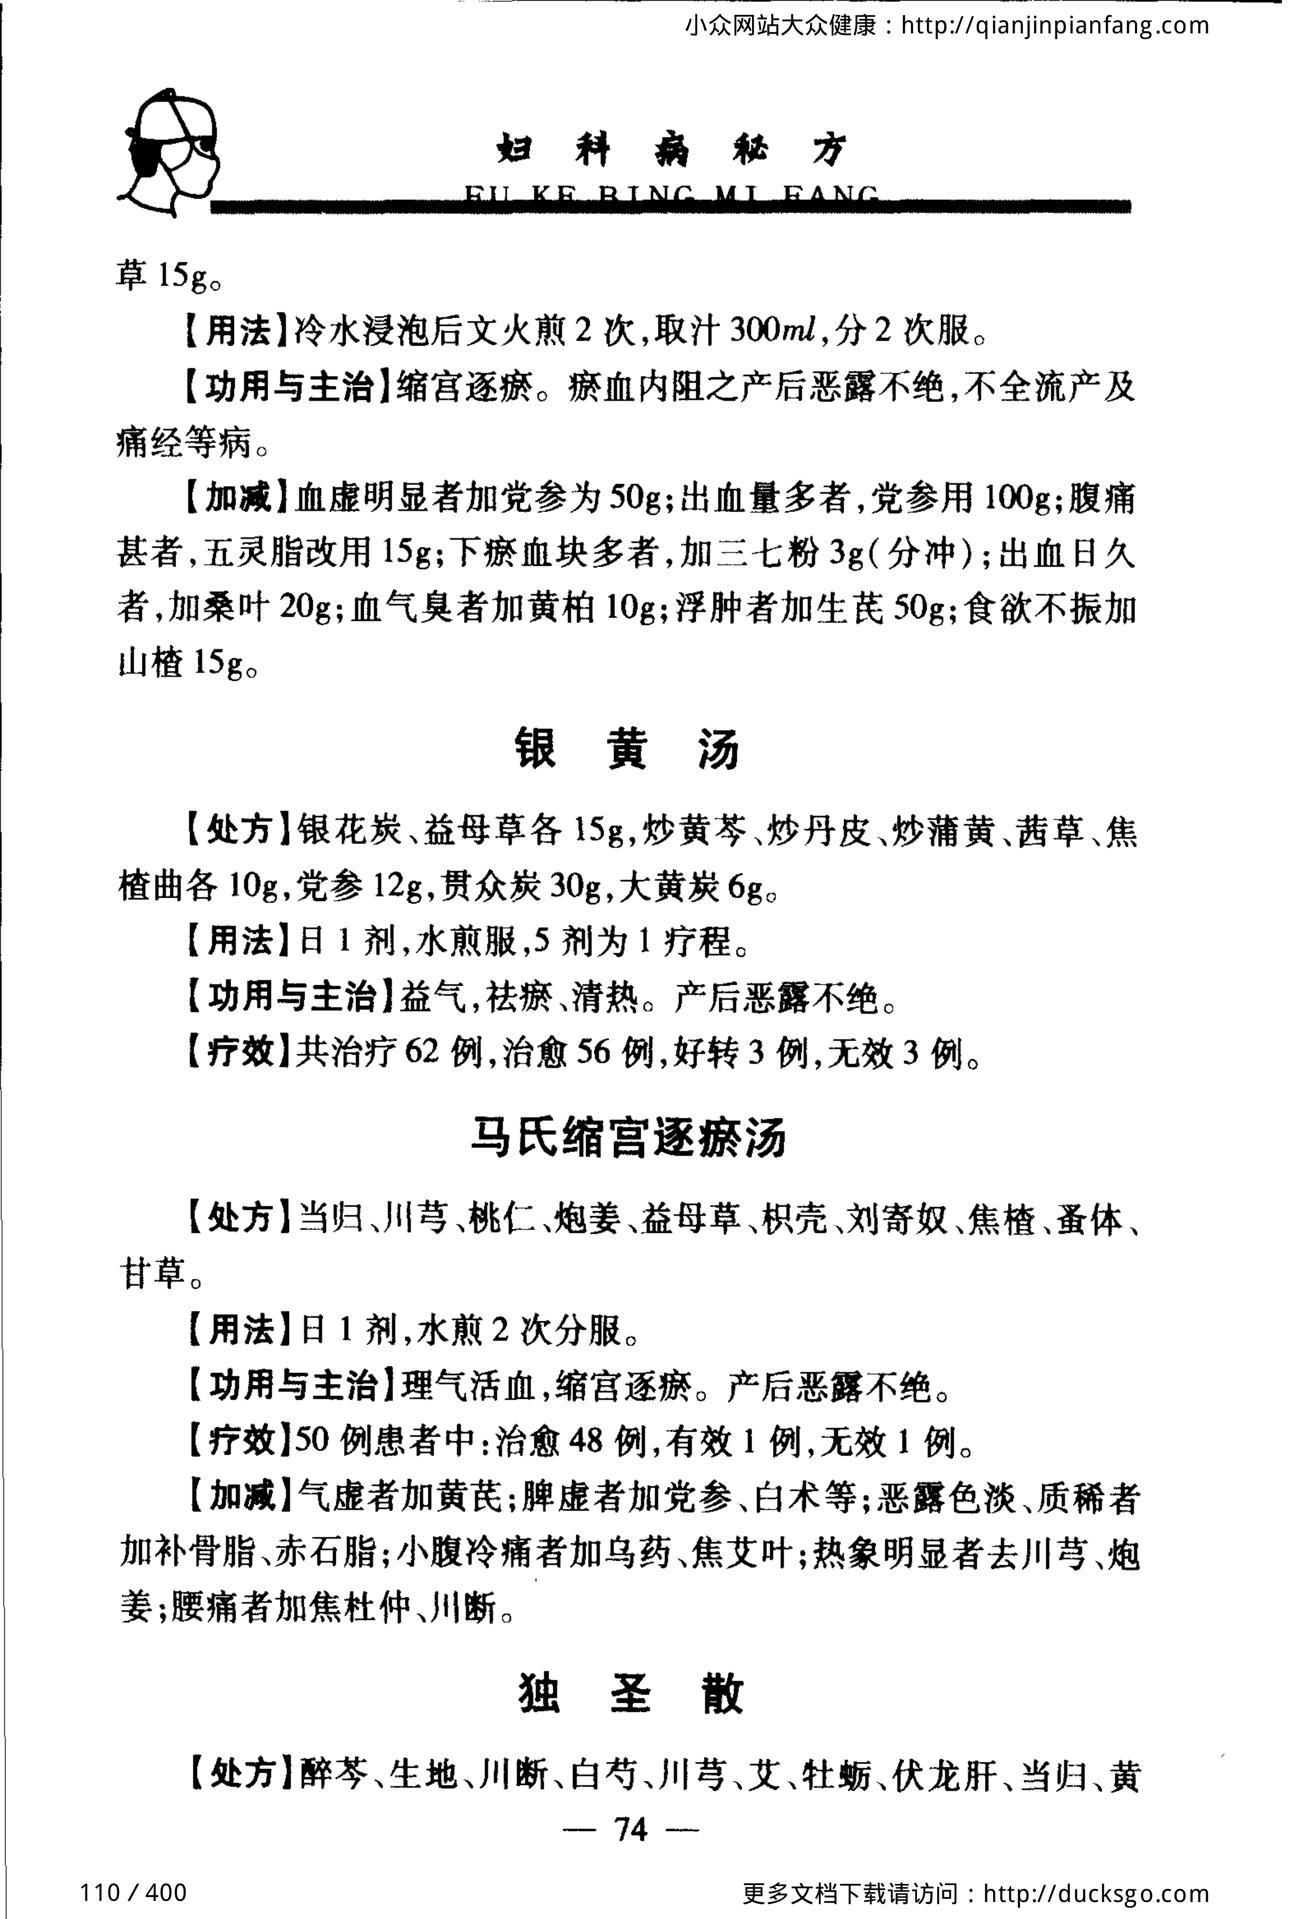 小众网站大众健康：http://qianjinpianfang.com
妇科病秘方
FU KE BING MI FANG
草 15g。
【用法】冷水浸泡后文火煎 2 次，取汁 300ml，分 2 次服。
【功用与主治】缩宫逐瘀。瘀血内阻之产后恶露不绝，不全流产及
痛经等病。
【加减】血虚明显者加党参为 50g；出血量多者，党参用 100g；腹痛
甚者，五灵脂改用 15g；下瘀血块多者，加三七粉 3g（分冲）；出血日久
者，加桑叶 20g；血气臭者加黄柏 10g；浮肿者加生芪 50g；食欲不振加
山楂 15g。
银黄汤
【处方】银花炭、益母草各 15g，炒黄芩、炒丹皮、炒蒲黄、茜草、焦
楂曲各 10g，党参 12g，贯众炭 30g，大黄炭 6g。
【用法】日 1 剂，水煎服，5 剂为 1 疗程。
【功用与主治】益气，祛瘀、清热。产后恶露不绝。
【疗效】共治疗 62 例，治愈 56 例，好转 3 例，无效 3 例。
马氏缩宫逐瘀汤
【处方】当归、川芎、桃仁、炮姜、益母草、枳壳、刘寄奴、焦楂、蚤体、
甘草。
【用法】日 1 剂，水煎 2 次分服。
【功用与主治】理气活血，缩宫逐瘀。产后恶露不绝。
【疗效】50 例患者中：治愈 48 例，有效 1 例，无效 1 例。
【加减】气虚者加黄芪；脾虚者加党参、白术等；恶露色淡、质稀者
加补骨脂、赤石脂；小腹冷痛者加乌药、焦艾叶；热象明显者去川芎、炮
姜；腰痛者加焦杜仲、川断。
独圣散
【处方】醉芩、生地、川断、白芍、川芎、艾、牡蛎、伏龙肝、当归、黄
— 74 —
110 / 400
更多文档下载请访问：http://ducksgo.com